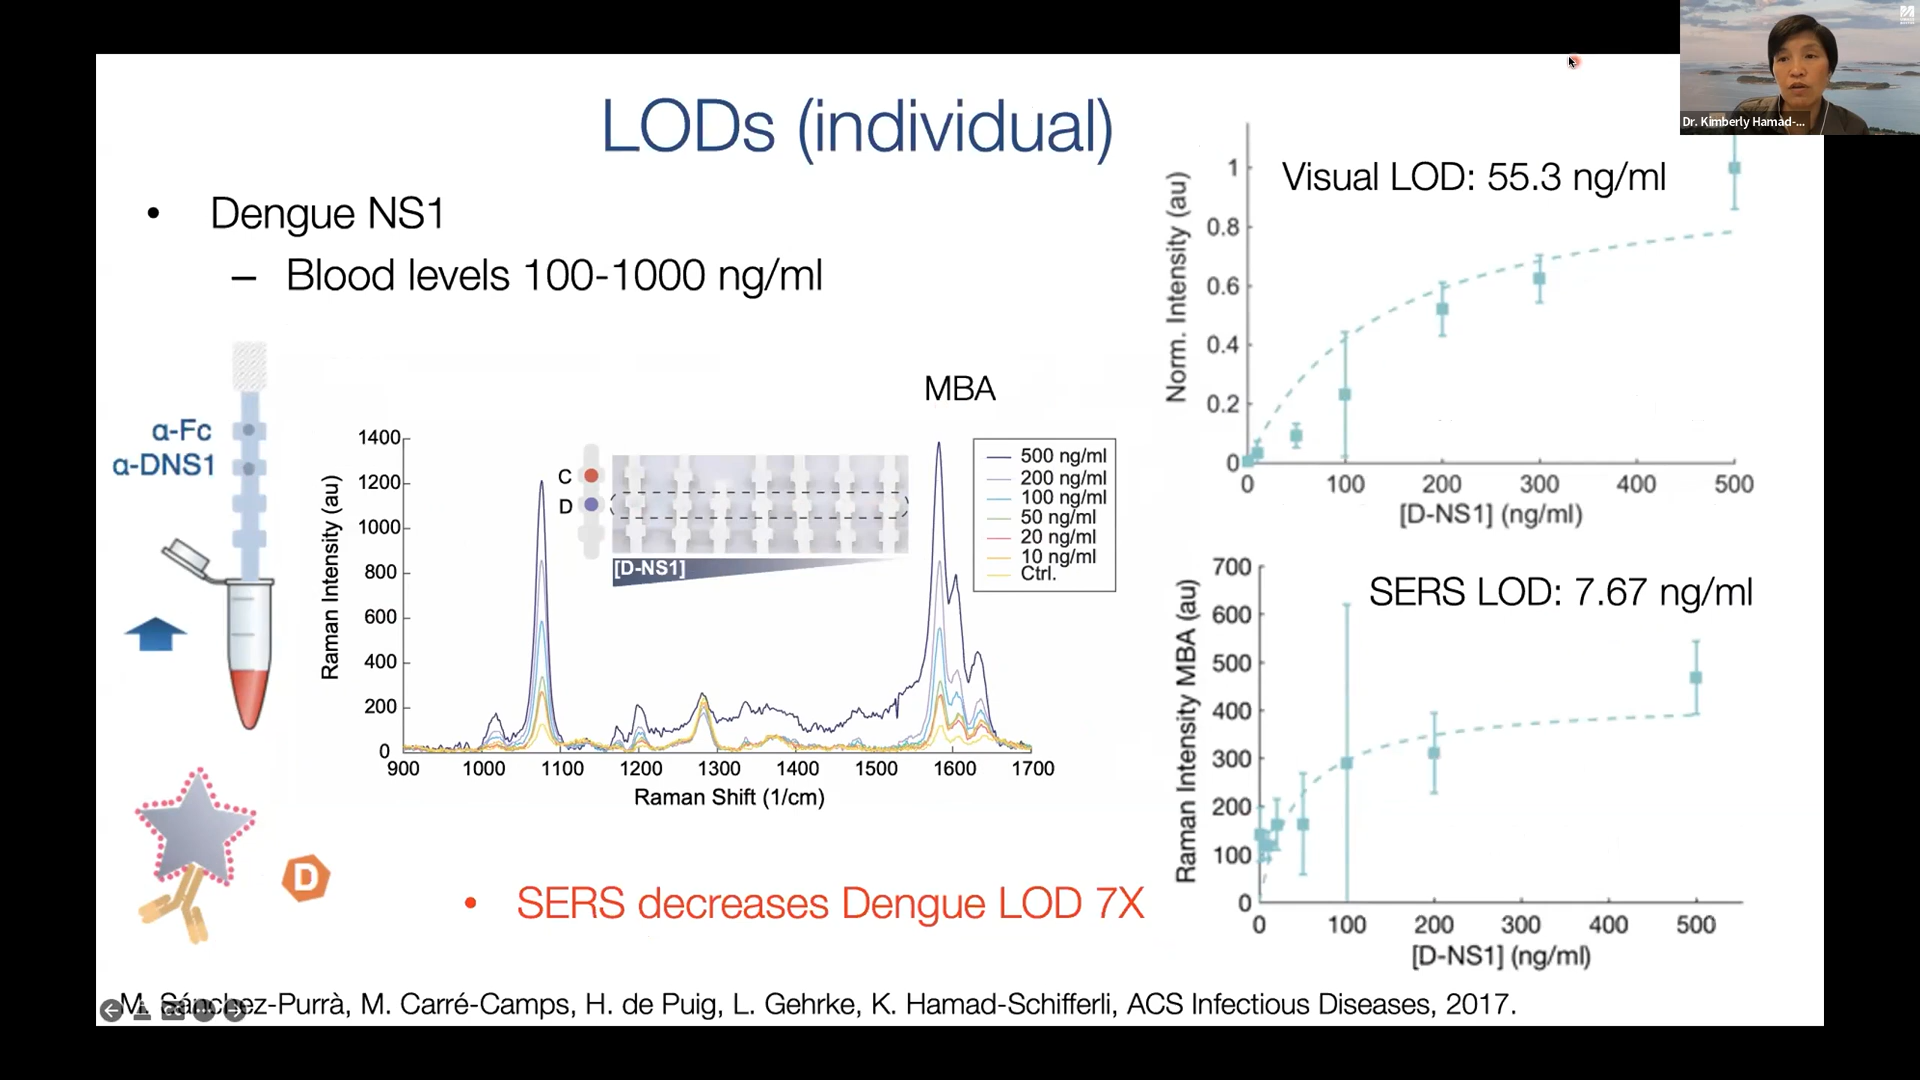 LODs (individual)
• Dengue NS1
– Blood levels 100-1000 ng/ml
α-Fc
α-DNS1
D
MBA
1400
1200
1000
800
600
400
200
0
Raman Intensity (au)
900 1000 1100 1200 1300 1400 1500 1600 1700
Raman Shift (1/cm)
C
D
[D-NS1]
500 ng/ml
200 ng/ml
100 ng/ml
50 ng/ml
20 ng/ml
10 ng/ml
Ctrl.
• SERS decreases Dengue LOD 7X
Visual LOD: 55.3 ng/ml
Norm. Intensity (au)
1
0.8
0.6
0.4
0.2
0
0 100 200 300 400 500
[D-NS1] (ng/ml)
SERS LOD: 7.67 ng/ml
Raman Intensity MBA (au)
700
600
500
400
300
200
100
0
0 100 200 300 400 500
[D-NS1] (ng/ml)
M. Sánchez-Purrà, M. Carré-Camps, H. de Puig, L. Gehrke, K. Hamad-Schifferli, ACS Infectious Diseases, 2017.
Dr. Kimberly Hamad-...